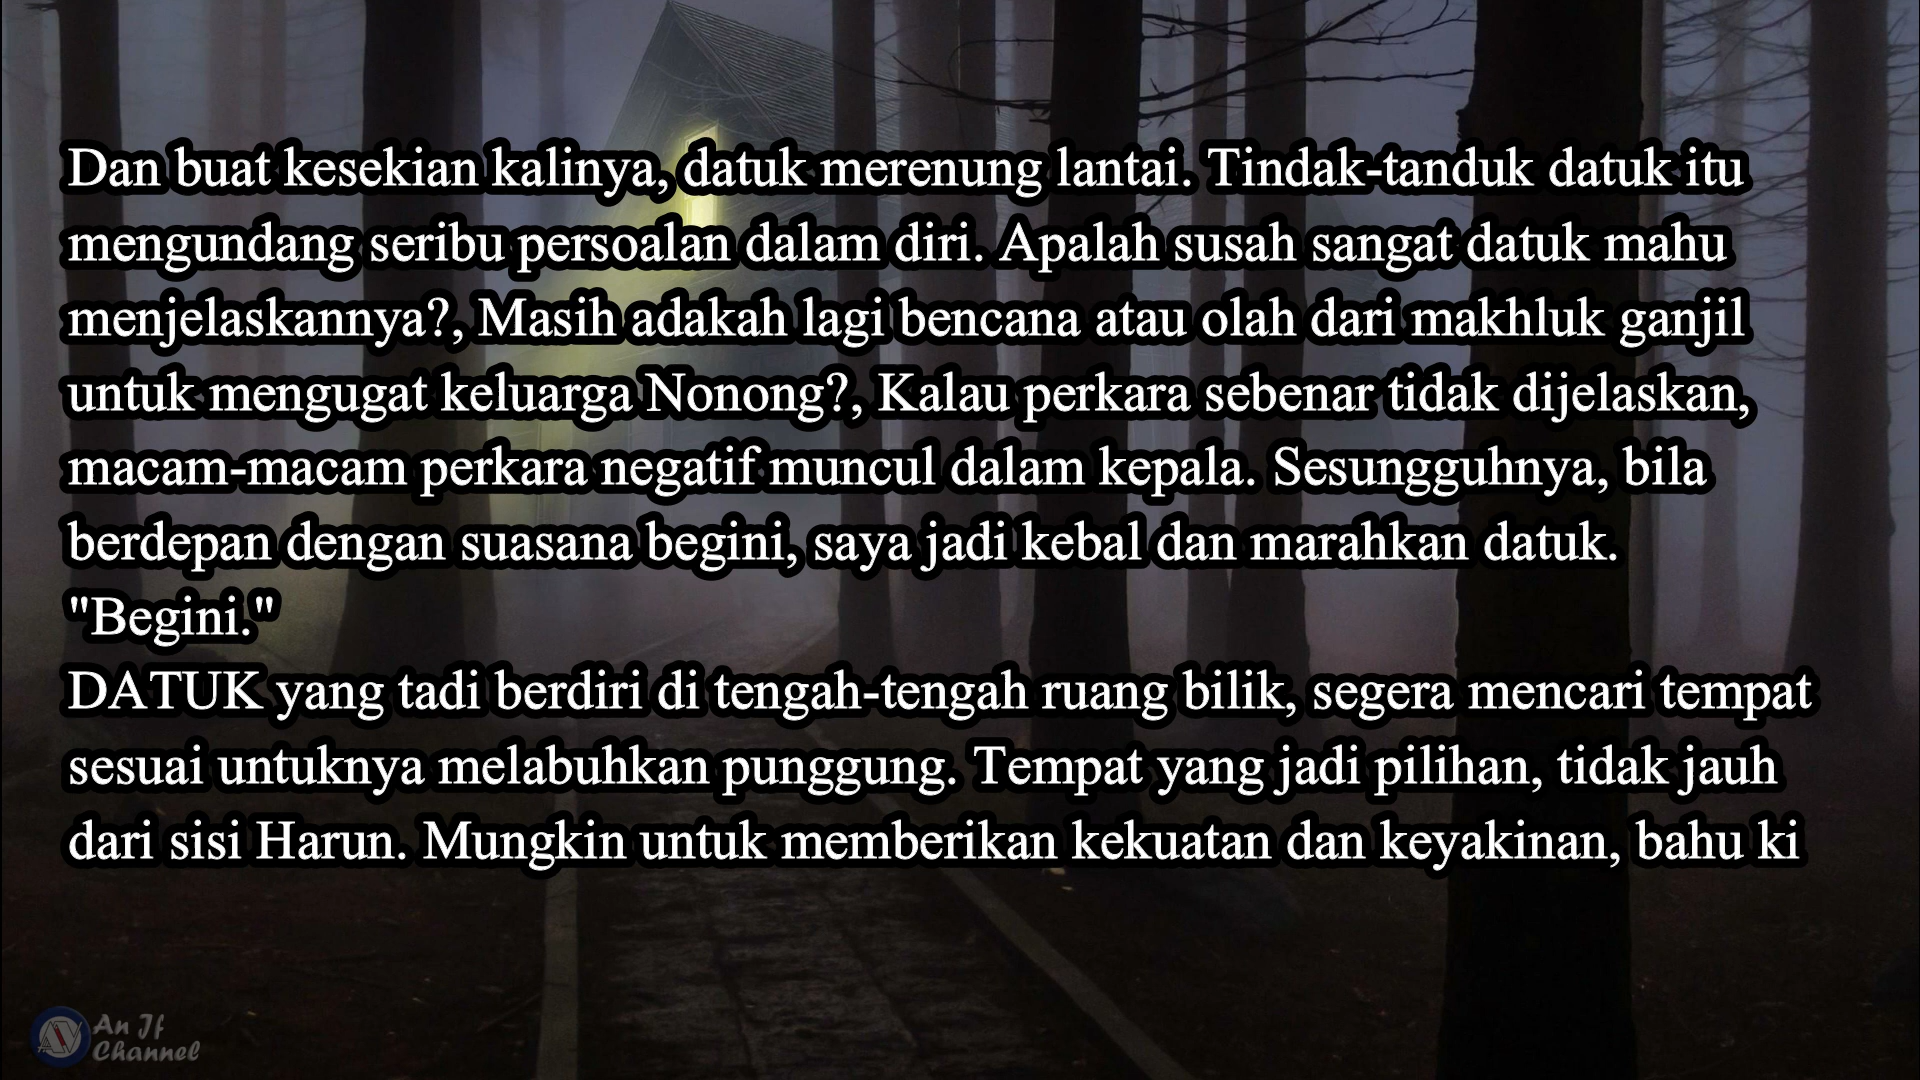 Dan buat kesekian kalinya, datuk merenung lantai. Tindak-tanduk datuk itu
mengundang seribu persoalan dalam diri. Apalah susah sangat datuk mahu
menjelaskannya?, Masih adakah lagi bencana atau olah dari makhluk ganjil
untuk mengugat keluarga Nonong?, Kalau perkara sebenar tidak dijelaskan,
macam-macam perkara negatif muncul dalam kepala. Sesungguhnya, bila
berdepan dengan suasana begini, saya jadi kebal dan marahkan datuk.
"Begini."
DATUK yang tadi berdiri di tengah-tengah ruang bilik, segera mencari tempat
sesuai untuknya melabuhkan punggung. Tempat yang jadi pilihan, tidak jauh
dari sisi Harun. Mungkin untuk memberikan kekuatan dan keyakinan, bahu ki
An If
Channel